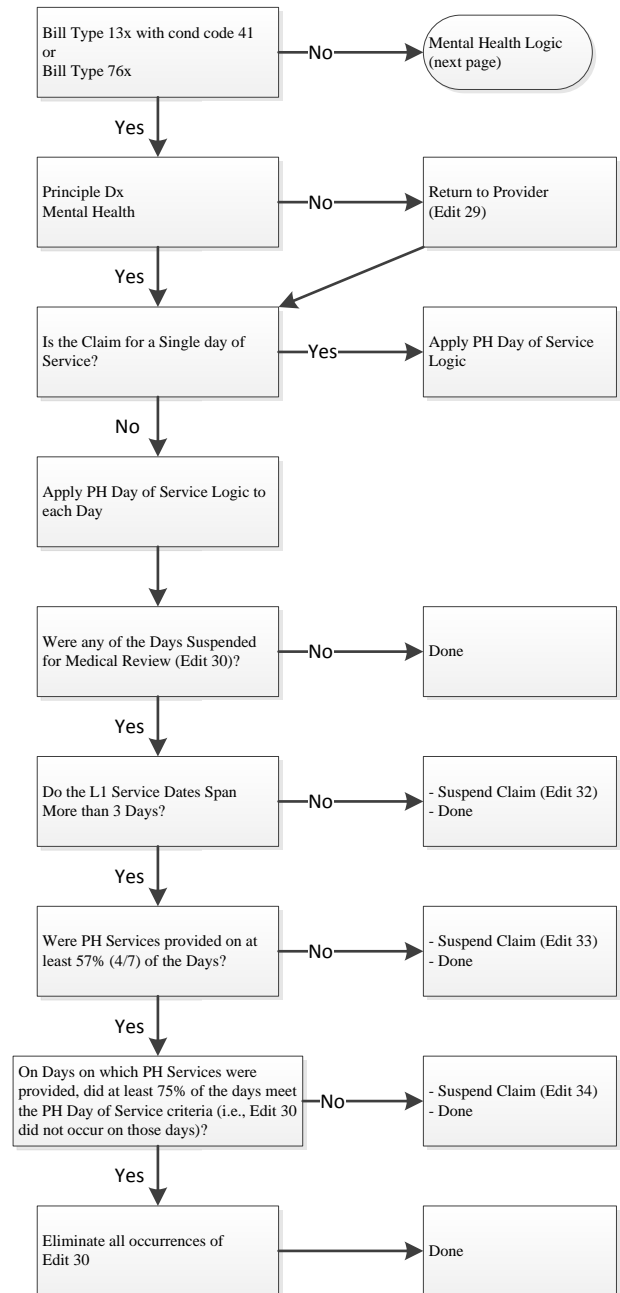 Bill Type 13x with cond code 41
or
Bill Type 76x
No
Mental Health Logic
(next page)
Yes
Principle Dx
Mental Health
No
Return to Provider
(Edit 29)
Yes
Is the Claim for a Single day of
Service?
Yes
Apply PH Day of Service
Logic
No
Apply PH Day of Service Logic to
each Day
Were any of the Days Suspended
for Medical Review (Edit 30)?
No
Done
Yes
Do the L1 Service Dates Span
More than 3 Days?
No
- Suspend Claim (Edit 32)
- Done
Yes
Were PH Services provided on at
least 57% (4/7) of the Days?
No
- Suspend Claim (Edit 33)
- Done
Yes
On Days on which PH Services were
provided, did at least 75% of the days meet
the PH Day of Service criteria (i.e., Edit 30
did not occur on those days)?
No
- Suspend Claim (Edit 34)
- Done
Yes
Eliminate all occurrences of
Edit 30
Done